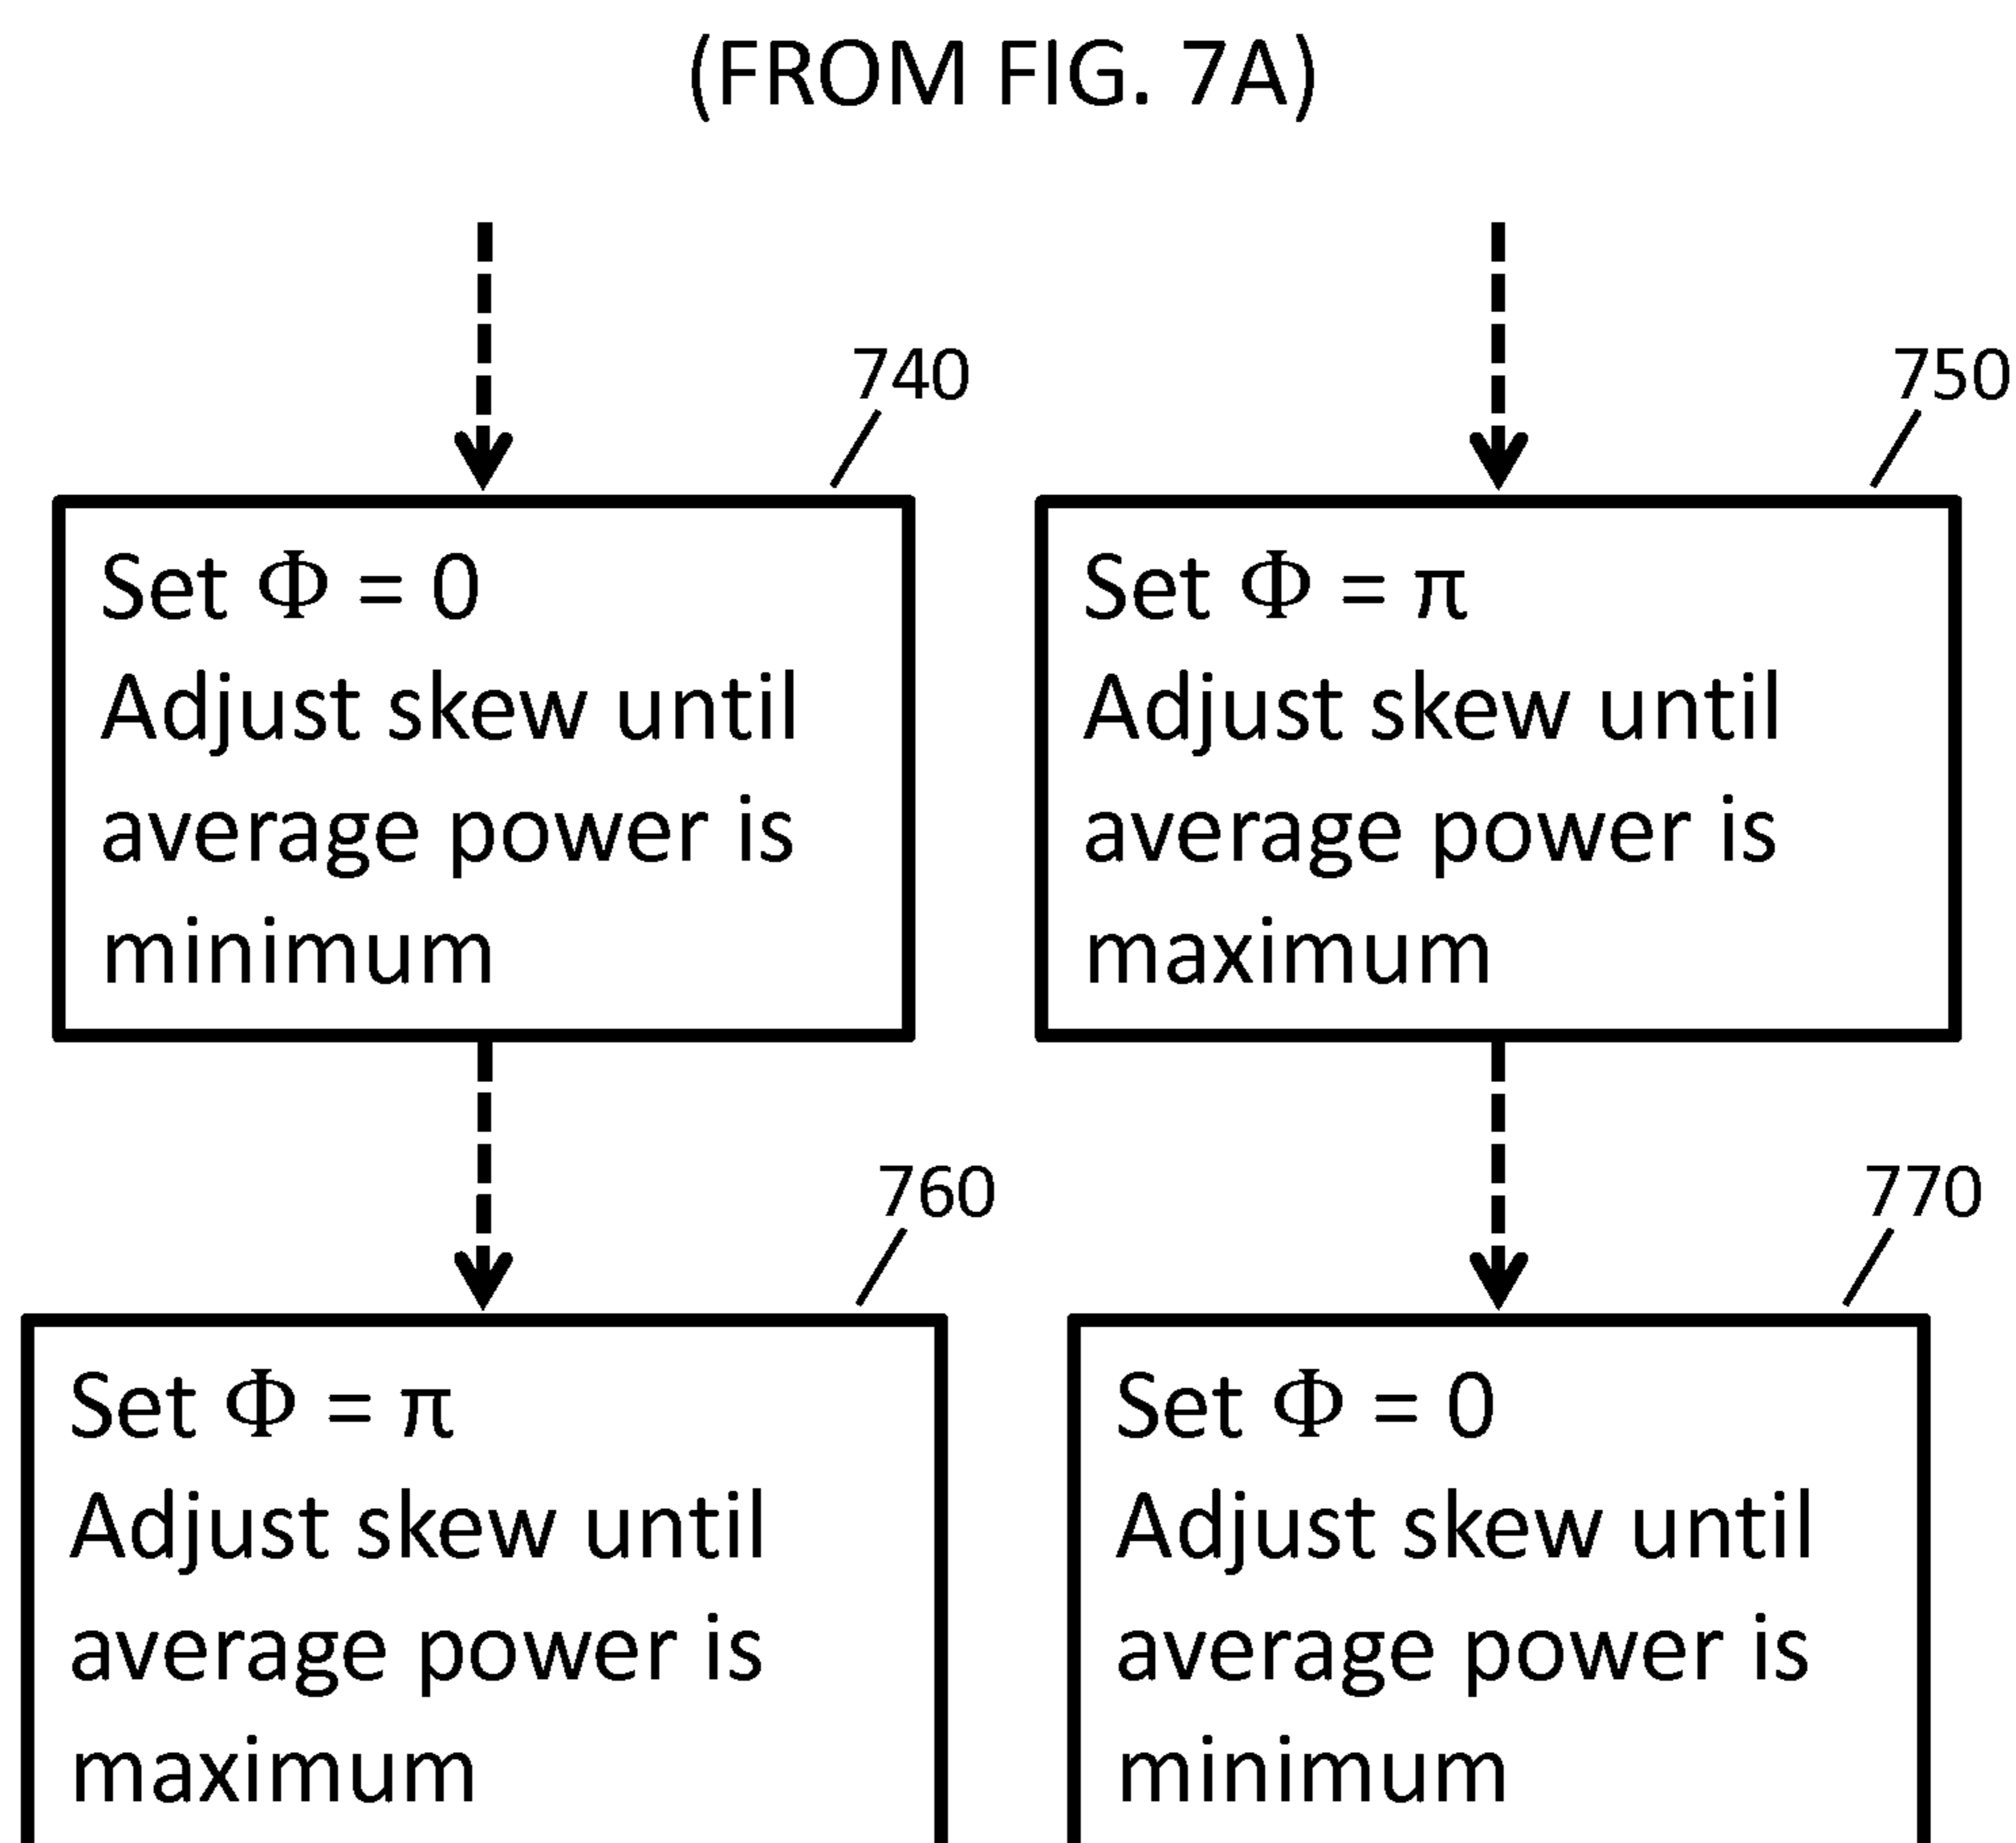 (FROM FIG. 7A)
740
Set Φ = 0
Adjust skew until
average power is
minimum
750
Set Φ = π
Adjust skew until
average power is
maximum
760
Set Φ = π
Adjust skew until
average power is
maximum
770
Set Φ = 0
Adjust skew until
average power is
minimum